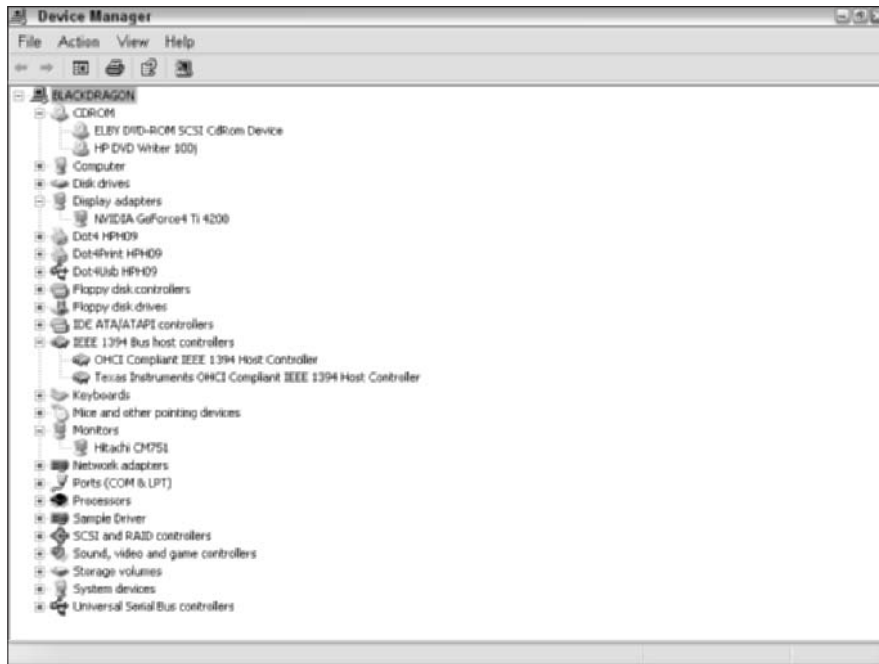 Device Manager
File Action View Help
BLACKDRAGON
CDROM
ELBY DVD-ROM SCSI CdRom Device
HP DVD Writer 100j
Computer
Disk drives
Display adapters
NVIDIA GeForce4 Ti 4200
Dot4 HPH09
Dot4Print HPH09
Dot4Usb HPH09
Floppy disk controllers
Floppy disk drives
IDE ATA/ATAPI controllers
IEEE 1394 Bus host controllers
OHCI Compliant IEEE 1394 Host Controller
Texas Instruments OHCI Compliant IEEE 1394 Host Controller
Keyboards
Mice and other pointing devices
Monitors
Hitachi CM751
Network adapters
Ports (COM & LPT)
Processors
Sample Driver
SCSI and RAID controllers
Sound, video and game controllers
Storage volumes
System devices
Universal Serial Bus controllers